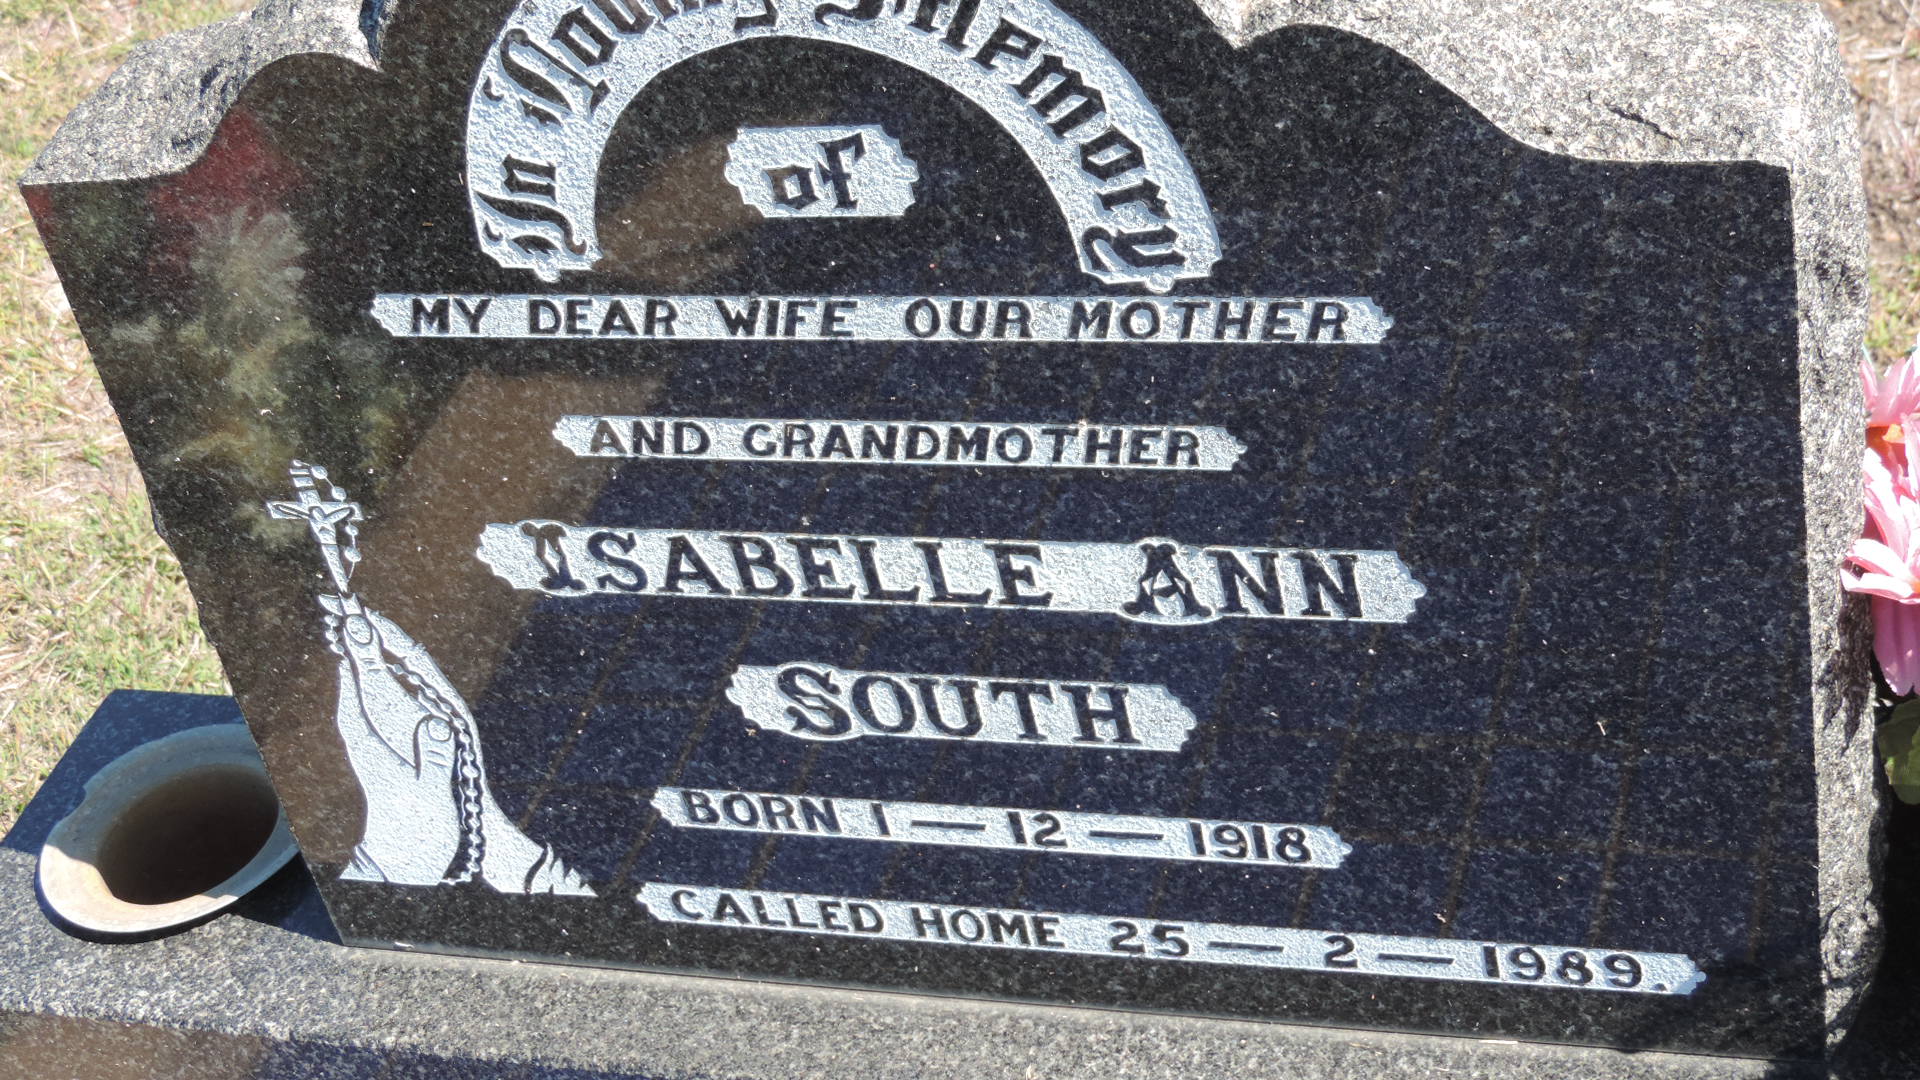 In Loving Memory
of
MY DEAR WIFE OUR MOTHER
AND GRANDMOTHER
ISABELLE ANN
SOUTH
BORN 1 — 12 — 1918
CALLED HOME 25 — 2 — 1989.